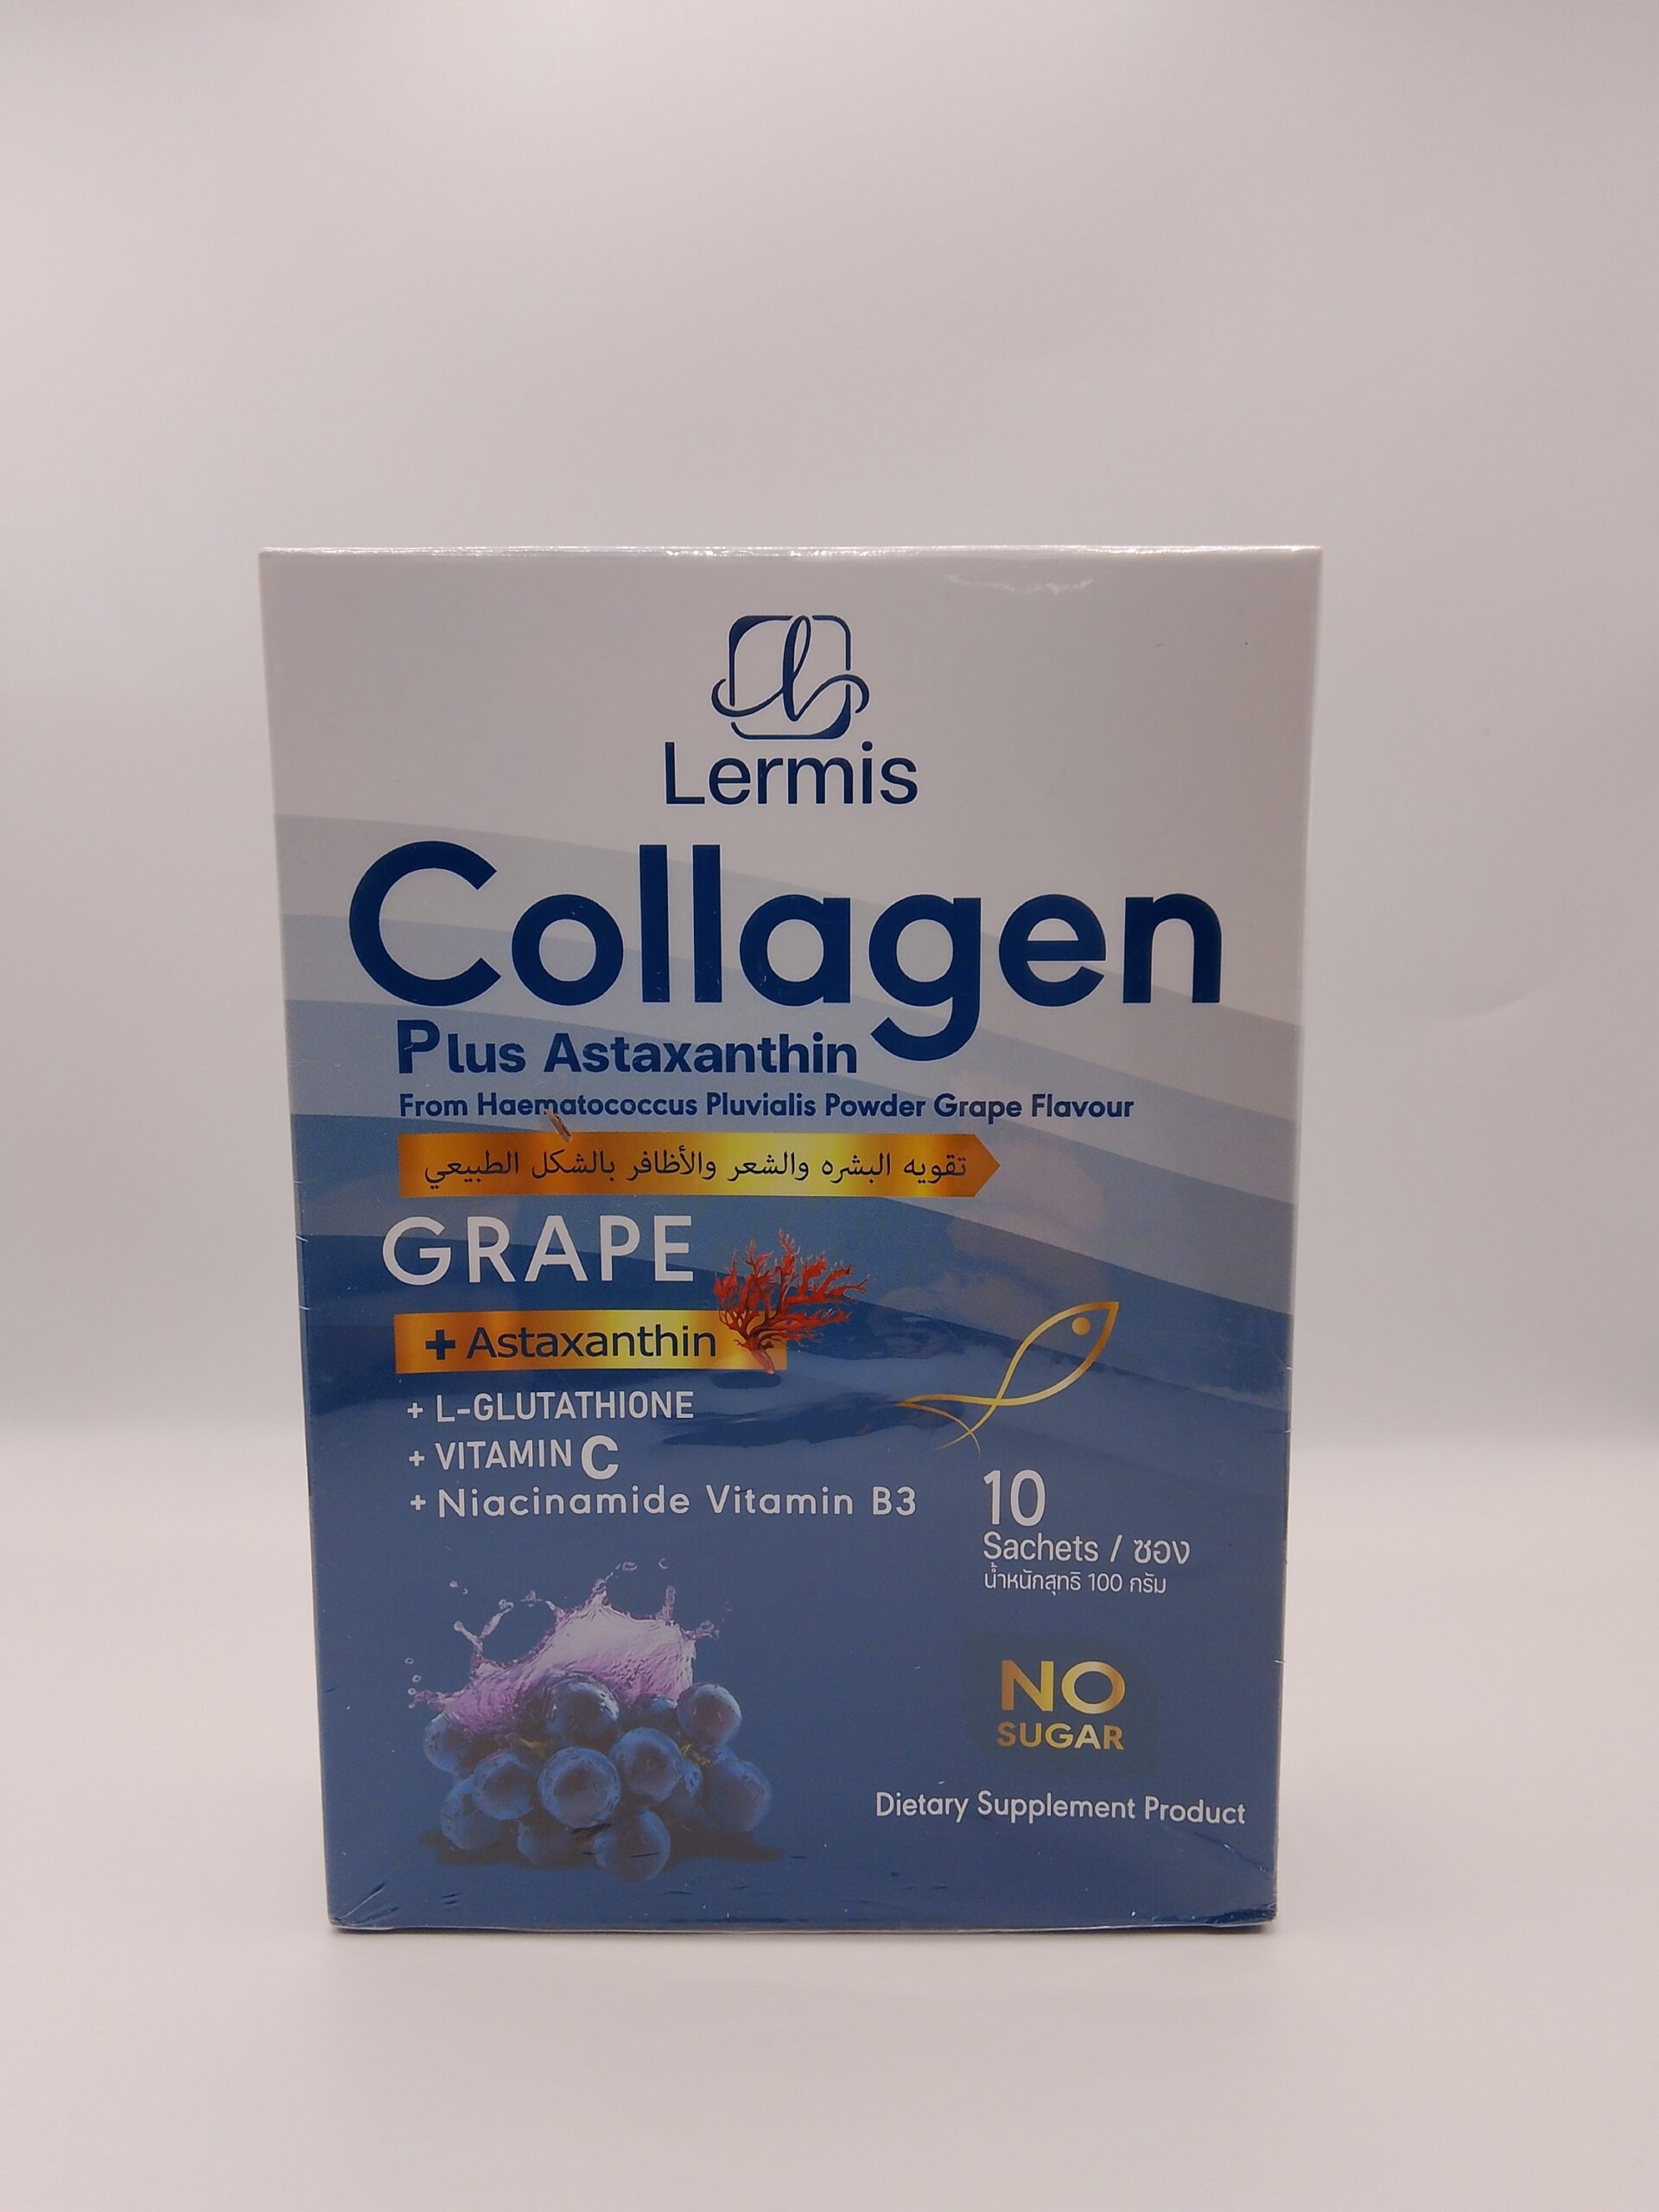 Lermis
Collagen
Plus Astaxanthin
From Haematococcus Pluvialis Powder Grape Flavour
تقويه البشره والشعر والأظافر بالشكل الطبيعي
GRAPE
+ Astaxanthin
+ L-GLUTATHIONE
+ VITAMIN C
+ Niacinamide Vitamin B3
10
Sachets / ซอง
น้ำหนักสุทธิ 100 กรัม
NO
SUGAR
Dietary Supplement Product